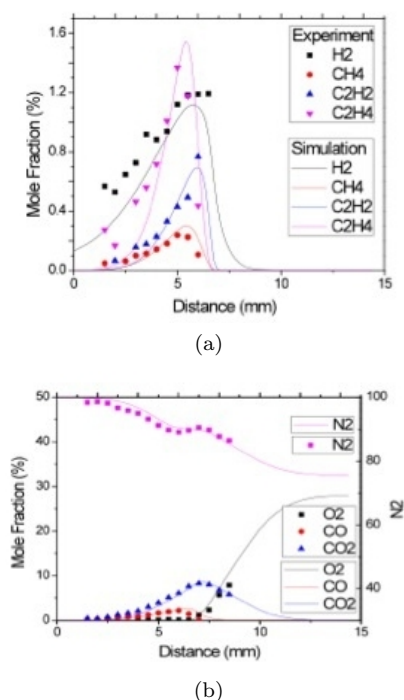 1.6
1.2
0.8
0.4
0.0
Mole Fraction (%)
Experiment
H2
CH4
C2H2
C2H4
Simulation
H2
CH4
C2H2
C2H4
0 5 10 15
Distance (mm)
(a)
50
40
30
20
10
0
Mole Fraction (%)
100
80
60
40
N2
N2
N2
O2
CO
CO2
O2
CO
CO2
0 5 10 15
Distance (mm)
(b)